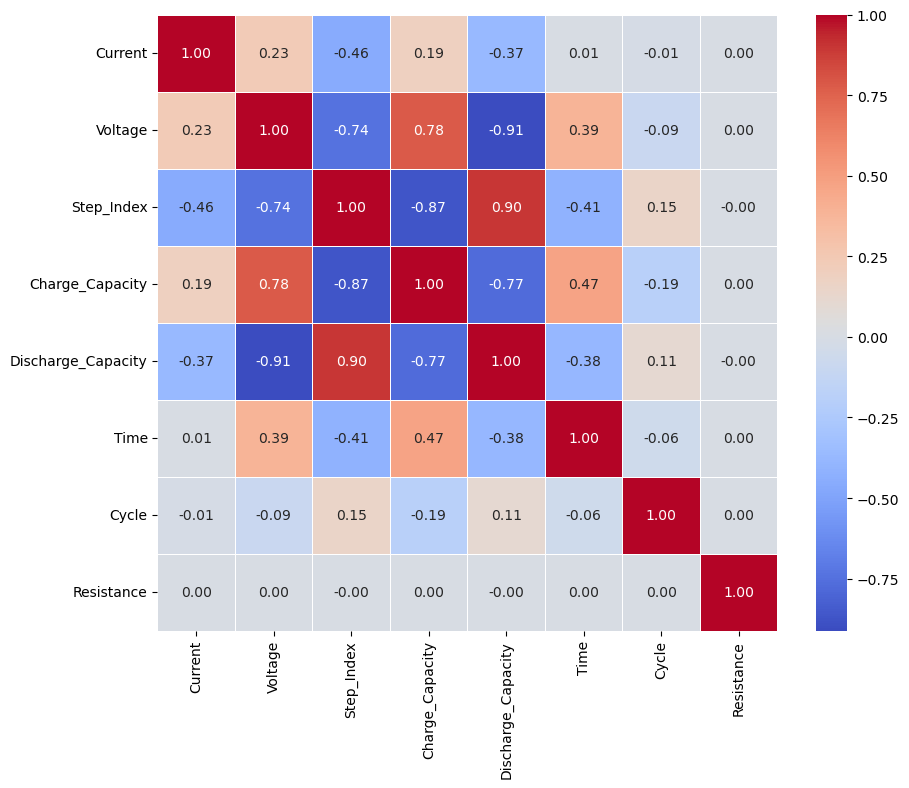 Current 1.00 0.23 -0.46 0.19 -0.37 0.01 -0.01 0.00
Voltage 0.23 1.00 -0.74 0.78 -0.91 0.39 -0.09 0.00
Step_Index -0.46 -0.74 1.00 -0.87 0.90 -0.41 0.15 -0.00
Charge_Capacity 0.19 0.78 -0.87 1.00 -0.77 0.47 -0.19 0.00
Discharge_Capacity -0.37 -0.91 0.90 -0.77 1.00 -0.38 0.11 -0.00
Time 0.01 0.39 -0.41 0.47 -0.38 1.00 -0.06 0.00
Cycle -0.01 -0.09 0.15 -0.19 0.11 -0.06 1.00 0.00
Resistance 0.00 0.00 -0.00 0.00 -0.00 0.00 0.00 1.00
Current
Voltage
Step_Index
Charge_Capacity
Discharge_Capacity
Time
Cycle
Resistance
1.00
0.75
0.50
0.25
0.00
−0.25
−0.50
−0.75